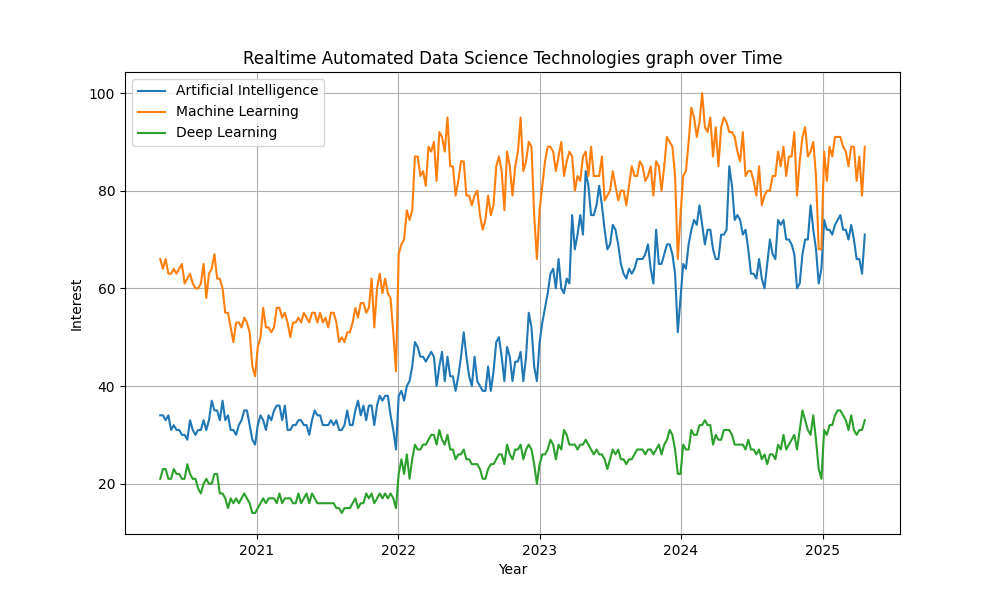 Realtime Automated Data Science Technologies graph over Time
Artificial Intelligence
Machine Learning
Deep Learning
100
80
60
40
20
Interest
2021
2022
2023
2024
2025
Year